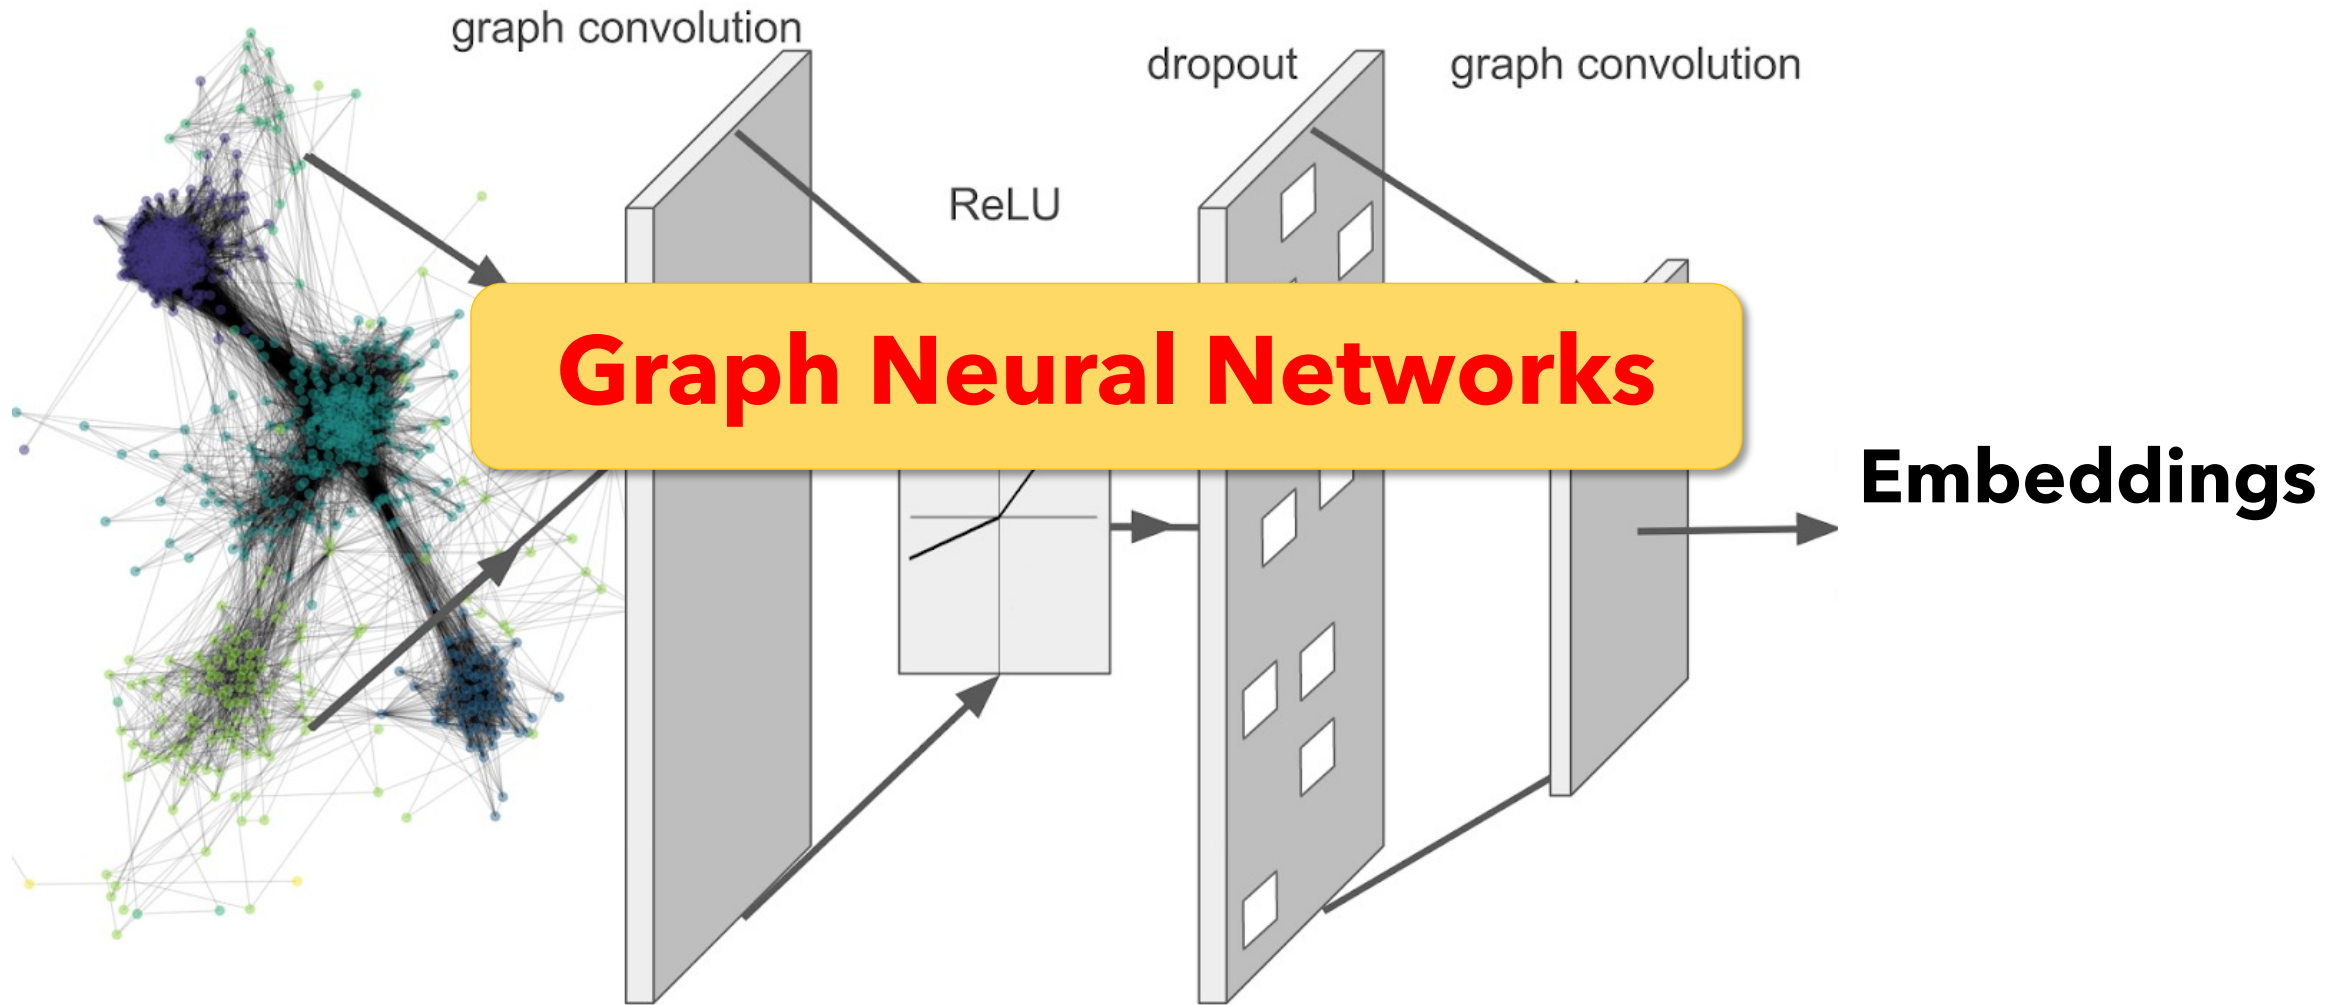 graph convolution
dropout
graph convolution
ReLU
Graph Neural Networks
Embeddings